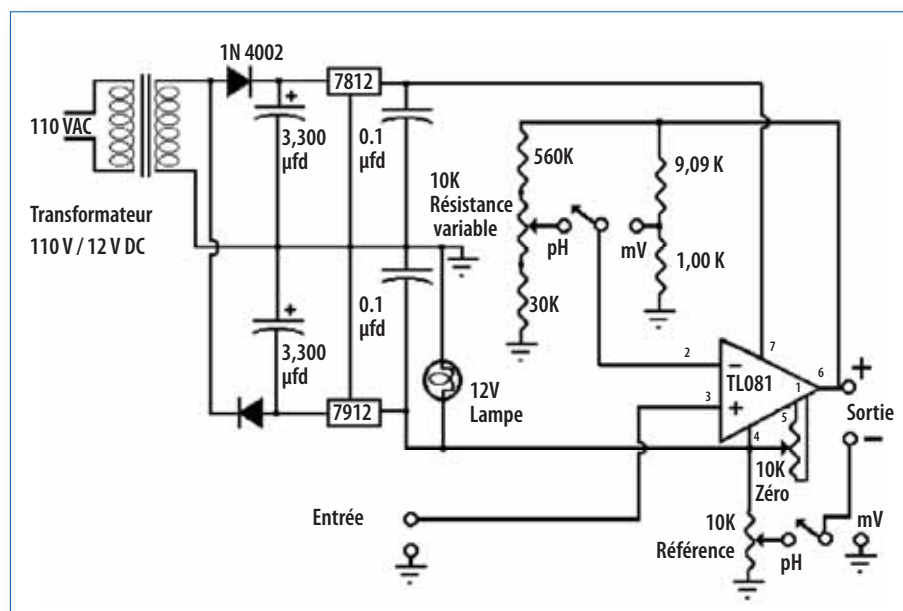 1N 4002
7812
110 VAC
3,300
µfd
0.1
µfd
Transformateur
110 V / 12 V DC
10K
Résistance
variable
560K
pH
mV
9,09 K
1,00 K
30K
3,300
µfd
0.1
µfd
7912
12V
Lampe
2
3
7
TL081
6
1
5
4
+
Sortie
−
10K
Zéro
Entrée
10K
Référence
pH
mV